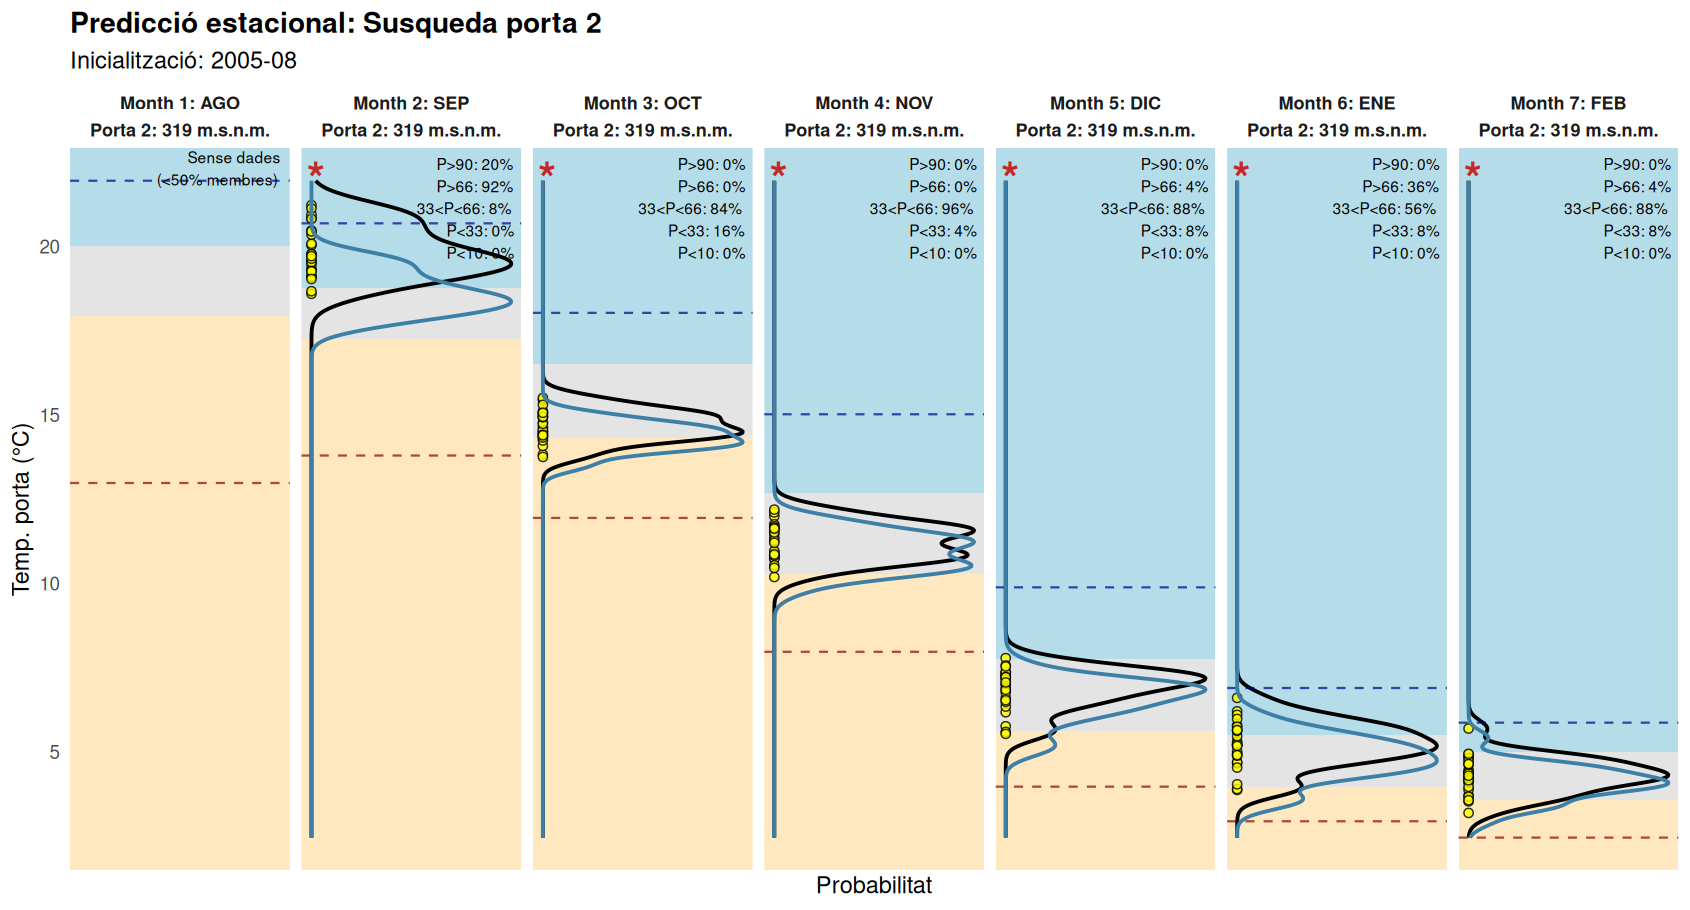 Predicció estacional: Susqueda porta 2
Inicialització: 2005-08
Month 1: AGO
Porta 2: 319 m.s.n.m.
Month 2: SEP
Porta 2: 319 m.s.n.m.
Month 3: OCT
Porta 2: 319 m.s.n.m.
Month 4: NOV
Porta 2: 319 m.s.n.m.
Month 5: DIC
Porta 2: 319 m.s.n.m.
Month 6: ENE
Porta 2: 319 m.s.n.m.
Month 7: FEB
Porta 2: 319 m.s.n.m.
Sense dades
(<50% membres)
*
P>90: 20%
P>66: 92%
33<P<66: 8%
P<33: 0%
P<10: 0%
*
P>90: 0%
P>66: 0%
33<P<66: 84%
P<33: 16%
P<10: 0%
*
P>90: 0%
P>66: 0%
33<P<66: 96%
P<33: 4%
P<10: 0%
*
P>90: 0%
P>66: 4%
33<P<66: 88%
P<33: 8%
P<10: 0%
*
P>90: 0%
P>66: 36%
33<P<66: 56%
P<33: 8%
P<10: 0%
*
P>90: 0%
P>66: 4%
33<P<66: 88%
P<33: 8%
P<10: 0%
20
15
10
5
Temp. porta (°C)
Probabilitat